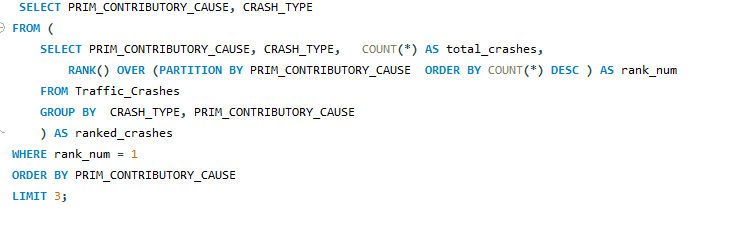 SELECT PRIM_CONTRIBUTORY_CAUSE, CRASH_TYPE
FROM (
SELECT PRIM_CONTRIBUTORY_CAUSE, CRASH_TYPE, COUNT(*) AS total_crashes,
RANK() OVER (PARTITION BY PRIM_CONTRIBUTORY_CAUSE ORDER BY COUNT(*) DESC ) AS rank_num
FROM Traffic_Crashes
GROUP BY CRASH_TYPE, PRIM_CONTRIBUTORY_CAUSE
) AS ranked_crashes
WHERE rank_num = 1
ORDER BY PRIM_CONTRIBUTORY_CAUSE
LIMIT 3;